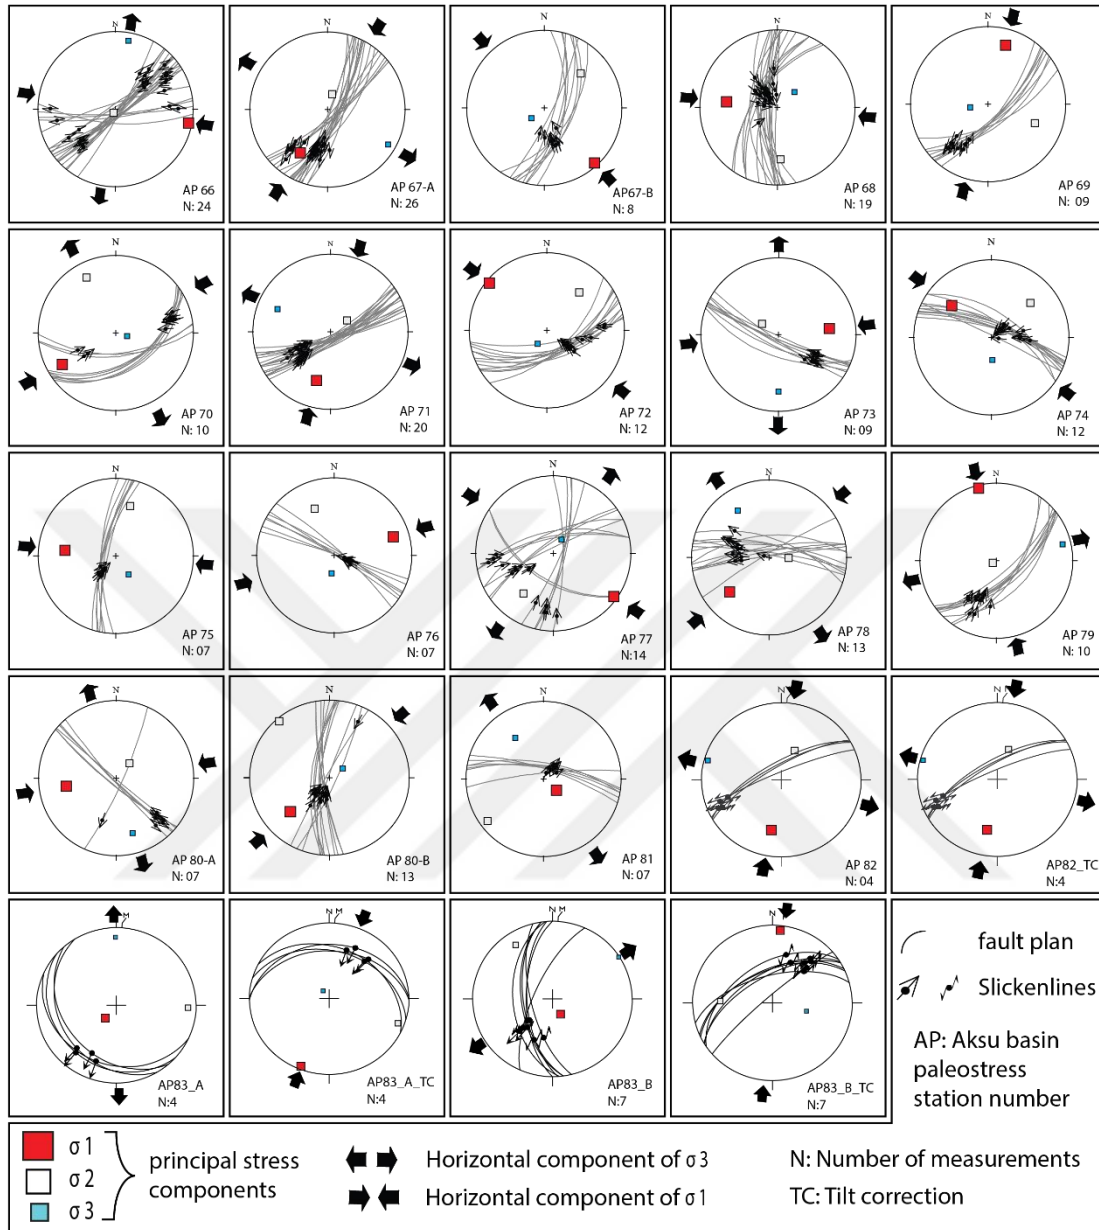 N
AP 66
N: 24
AP 67-A
N: 26
N
AP67-B
N: 8
N
AP 68
N: 19
N
AP 69
N: 09
N
AP 70
N: 10
N
AP 71
N: 20
N
AP 72
N: 12
N
AP 73
N: 09
N
AP 74
N: 12
N
AP 75
N: 07
N
AP 76
N: 07
N
AP 77
N:14
N
AP 78
N: 13
N
AP 79
N: 10
N
AP 80-A
N: 07
N
AP 80-B
N: 13
AP 81
N: 07
N M
AP 82
N: 04
N M
AP82_TC
N:4
N M
AP83_A
N:4
N M
AP83_A_TC
N:4
N M
AP83_B
N:7
N M
AP83_B_TC
N:7
fault plan
Slickenlines
AP: Aksu basin
paleostress
station number
σ1
σ2
σ3
principal stress
components
Horizontal component of σ3
Horizontal component of σ1
N: Number of measurements
TC: Tilt correction